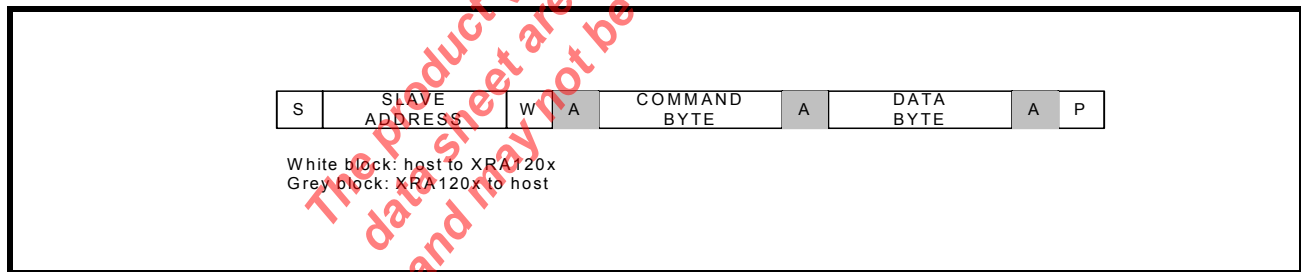 S
SLAVE
ADDRESS
W
A
COMMAND
BYTE
A
DATA
BYTE
A
P
White block: host to XRA120x
Grey block: XRA120x to host
The product
data sheet are
and may not be